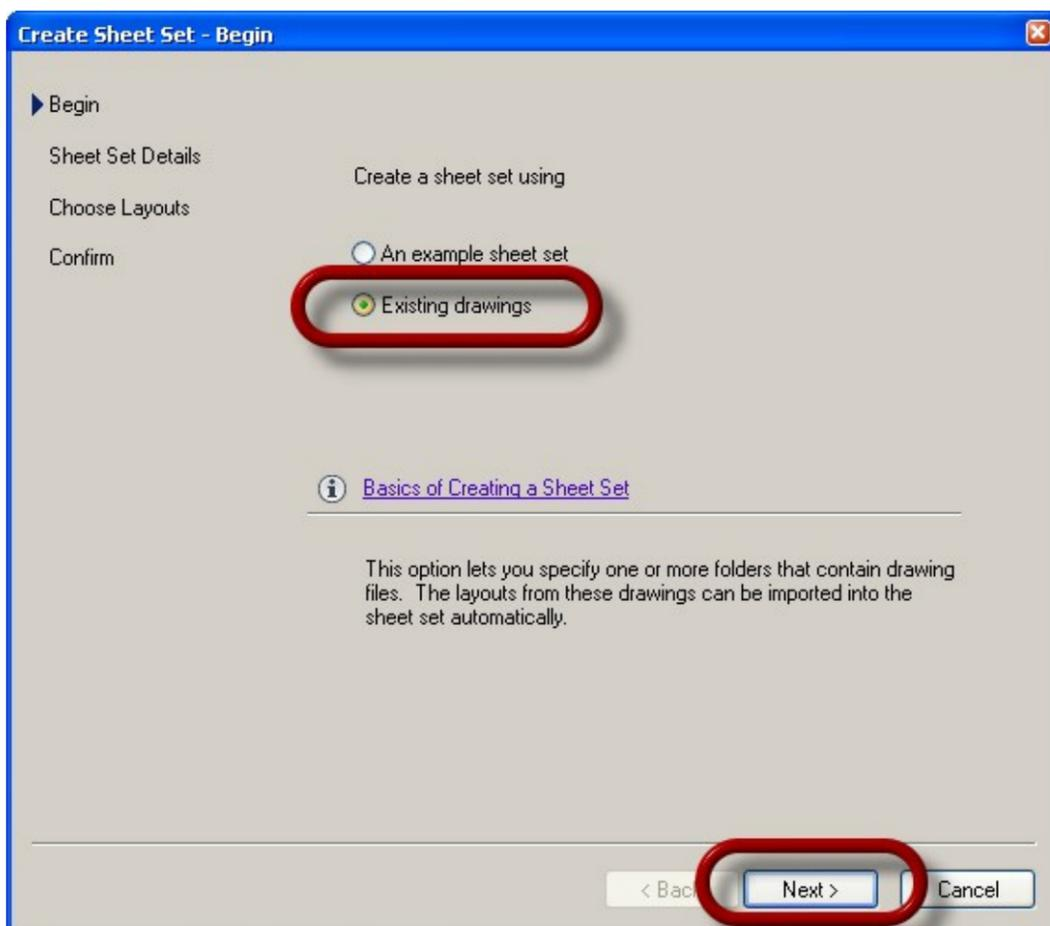 Create Sheet Set - Begin
Begin
Sheet Set Details
Choose Layouts
Confirm
Create a sheet set using
An example sheet set
Existing drawings
Basics of Creating a Sheet Set
This option lets you specify one or more folders that contain drawing
files. The layouts from these drawings can be imported into the
sheet set automatically.
< Back
Next >
Cancel